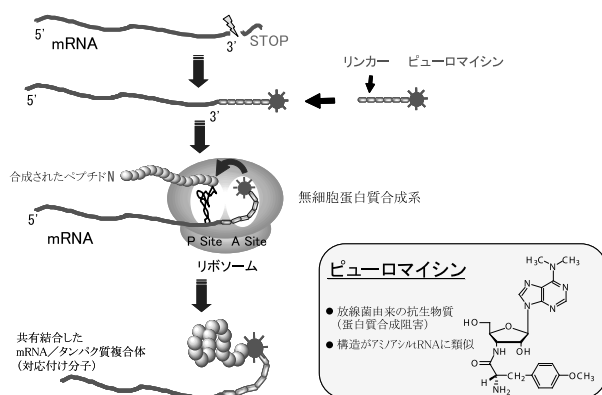 5' mRNA 3' STOP
リンカー ピューロマイシン
5' 3'
合成されたペプチドN
無細胞蛋白質合成系
5'
mRNA P Site A Site
リボソーム
共有結合した
mRNA/タンパク質複合体
(対応付け分子)
ピューロマイシン
● 放線菌由来の抗生物質
(蛋白質合成阻害)
● 構造がアミノアシルtRNAに類似
H₃C N CH₃
N N
N N
HO O
HN OH
O
H CH₂ OCH₃
NH₂